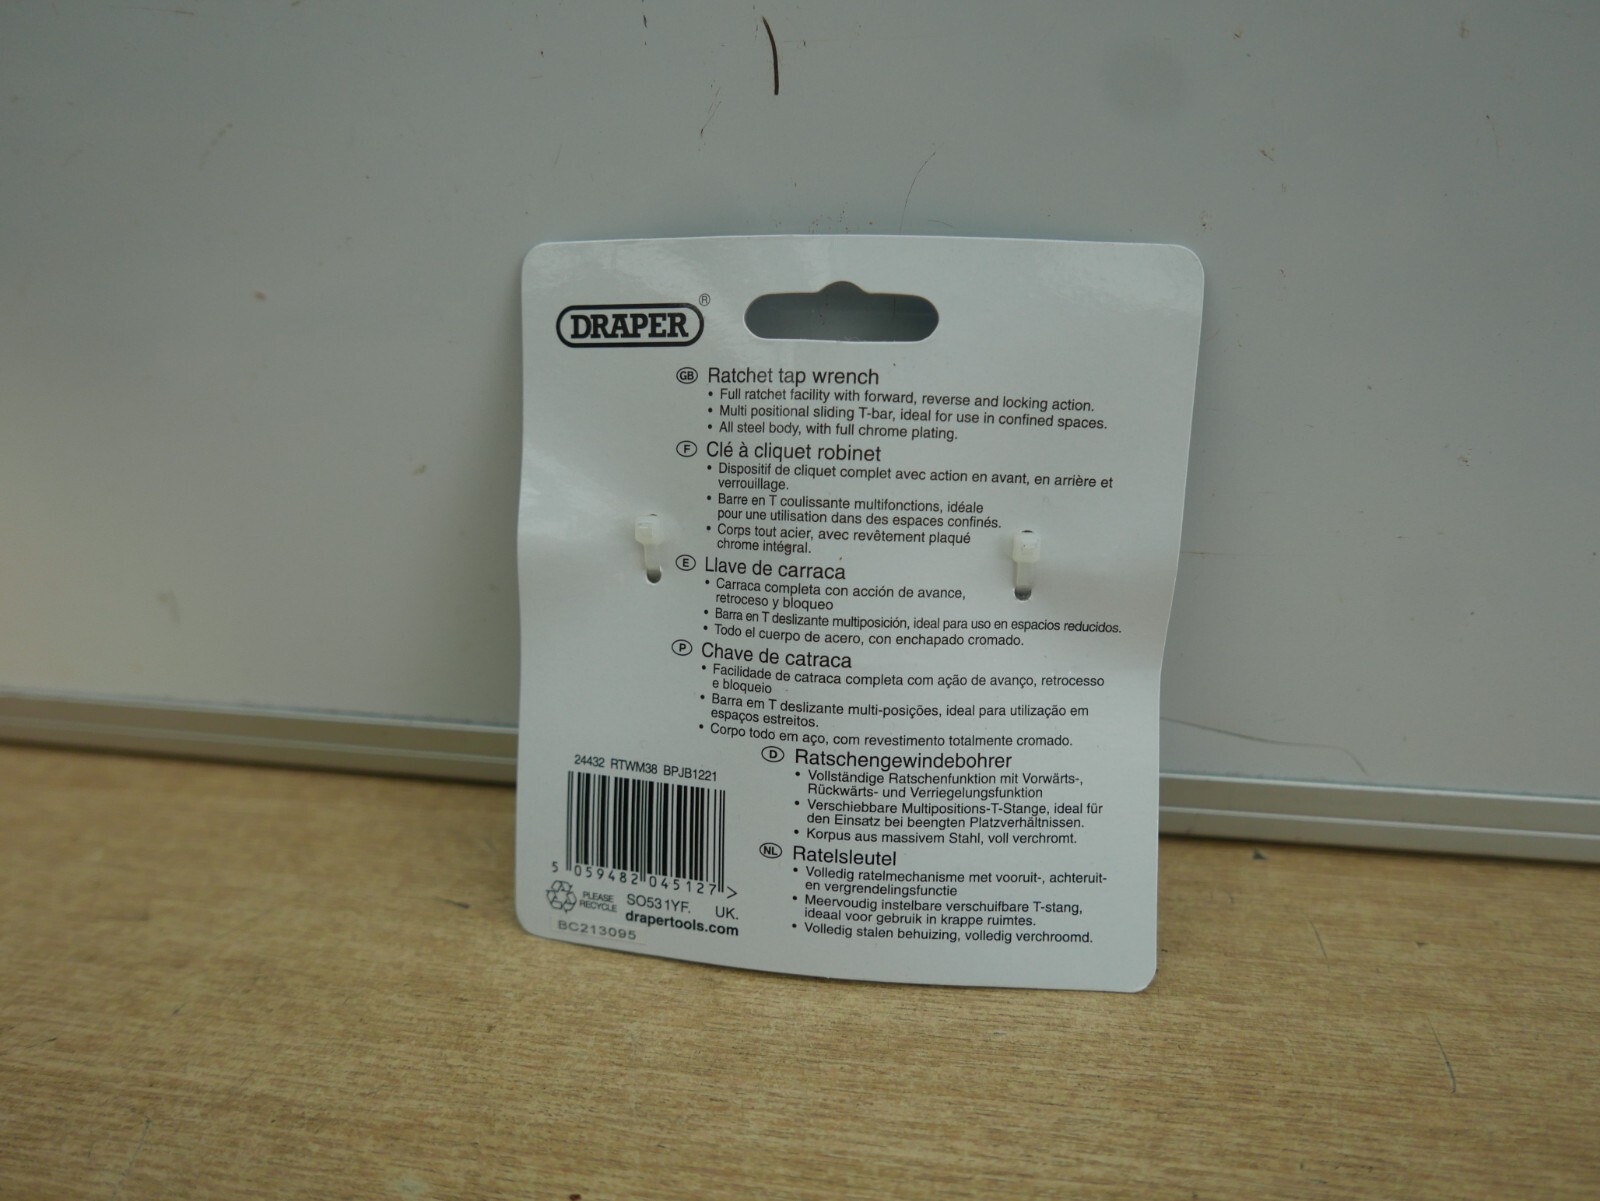 DRAPER®
GB Ratchet tap wrench
• Full ratchet facility with forward, reverse and locking action.
• Multi positional sliding T-bar, ideal for use in confined spaces.
• All steel body, with full chrome plating.
F Clé à cliquet robinet
• Dispositif de cliquet complet avec action en avant, en arrière et
verrouillage.
• Barre en T coulissante multifonctions, idéale
pour une utilisation dans des espaces confinés.
• Corps tout acier, avec revêtement plaqué
chrome intégral.
E Llave de carraca
• Carraca completa con acción de avance,
retroceso y bloqueo
• Barra en T deslizante multiposición, ideal para uso en espacios reducidos.
• Todo el cuerpo de acero, con enchapado cromado.
P Chave de catraca
• Facilidade de catraca completa com ação de avanço, retrocesso
e bloqueio
• Barra em T deslizante multi-posições, ideal para utilização em
espaços estreitos.
• Corpo todo em aço, com revestimento totalmente cromado.
D Ratschengewindebohrer
• Vollständige Ratschenfunktion mit Vorwärts-,
Rückwärts- und Verriegelungsfunktion
• Verschiebbare Multipositions-T-Stange, ideal für
den Einsatz bei beengten Platzverhältnissen.
• Korpus aus massivem Stahl, voll verchromt.
NL Ratelsleutel
• Volledig ratelmechanisme met vooruit-, achteruit-
en vergrendelingsfunctie
• Meervoudig instelbare verschuifbare T-stang,
ideaal voor gebruik in krappe ruimtes.
• Volledig stalen behuizing, volledig verchroomd.
24432 RTWM38 BPJB1221
5 059482 045127 >
PLEASE
RECYCLE
SO53 1YF. UK.
drapertools.com
BC213095